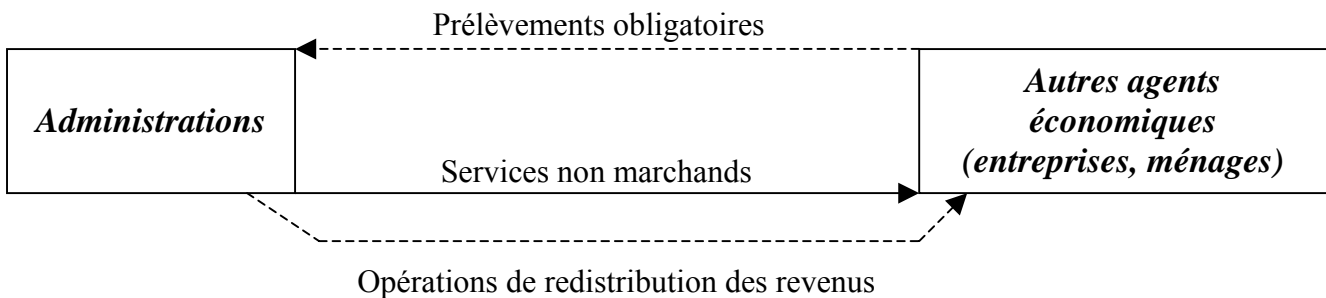 Prélèvements obligatoires
Administrations
Autres agents
économiques
(entreprises, ménages)
Services non marchands
Opérations de redistribution des revenus